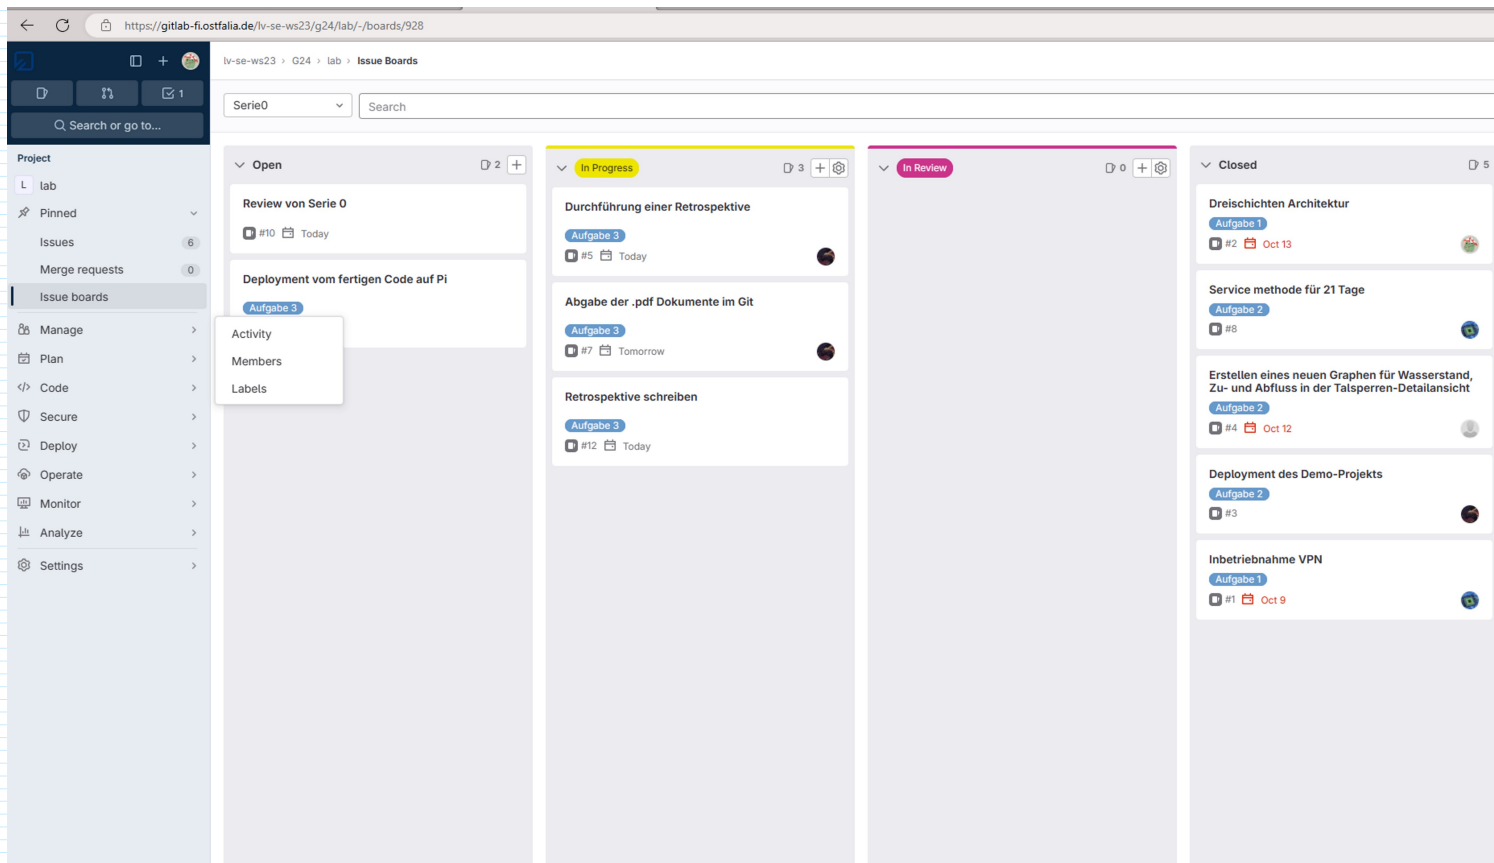 https://gitlab-fi.ostfalia.de/lv-se-ws23/g24/lab/-/boards/928
1
Search or go to...
Project
L lab
Pinned
Issues 6
Merge requests 0
Issue boards
Manage
Plan
Code
Secure
Deploy
Operate
Monitor
Analyze
Settings
Activity
Members
Labels
lv-se-ws23 › G24 › lab › Issue Boards
Serie0
Search
Open 2
Review von Serie 0
#10 Today
Deployment vom fertigen Code auf Pi
Aufgabe 3
In Progress 3
Durchführung einer Retrospektive
Aufgabe 3
#5 Today
Abgabe der .pdf Dokumente im Git
Aufgabe 3
#7 Tomorrow
Retrospektive schreiben
Aufgabe 3
#12 Today
In Review 0
Closed 5
Dreischichten Architektur
Aufgabe 1
#2 Oct 13
Service methode für 21 Tage
Aufgabe 2
#8
Erstellen eines neuen Graphen für Wasserstand,
Zu- und Abfluss in der Talsperren-Detailansicht
Aufgabe 2
#4 Oct 12
Deployment des Demo-Projekts
Aufgabe 2
#3
Inbetriebnahme VPN
Aufgabe 1
#1 Oct 9